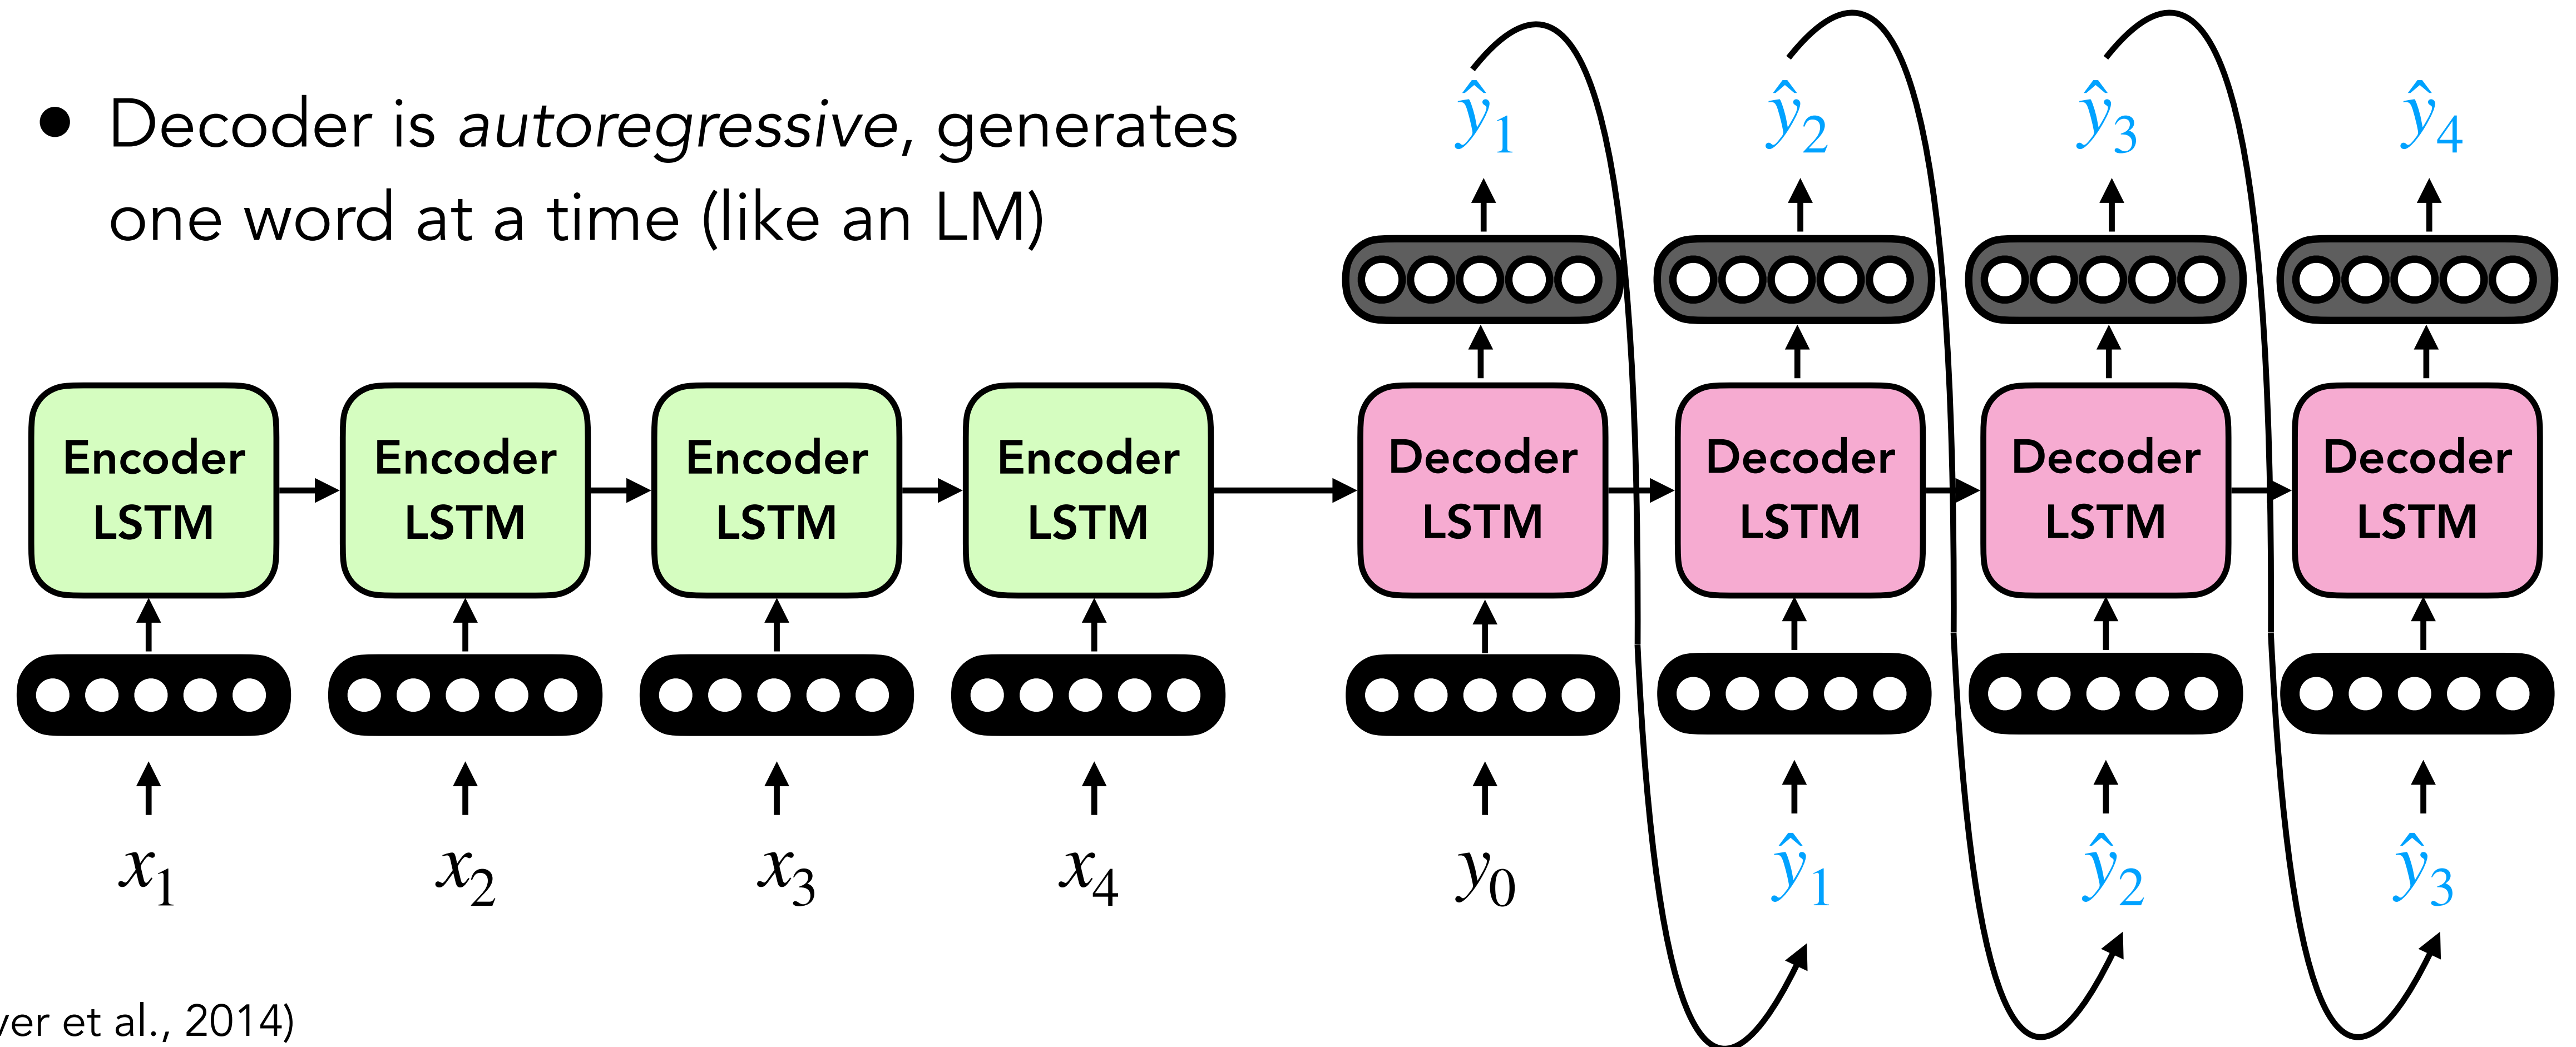 • Decoder is autoregressive, generates
one word at a time (like an LM)
ŷ₁ ŷ₂ ŷ₃ ŷ₄
Encoder LSTM Encoder LSTM Encoder LSTM Encoder LSTM Decoder LSTM Decoder LSTM Decoder LSTM Decoder LSTM
x₁ x₂ x₃ x₄ y₀ ŷ₁ ŷ₂ ŷ₃
et al., 2014)